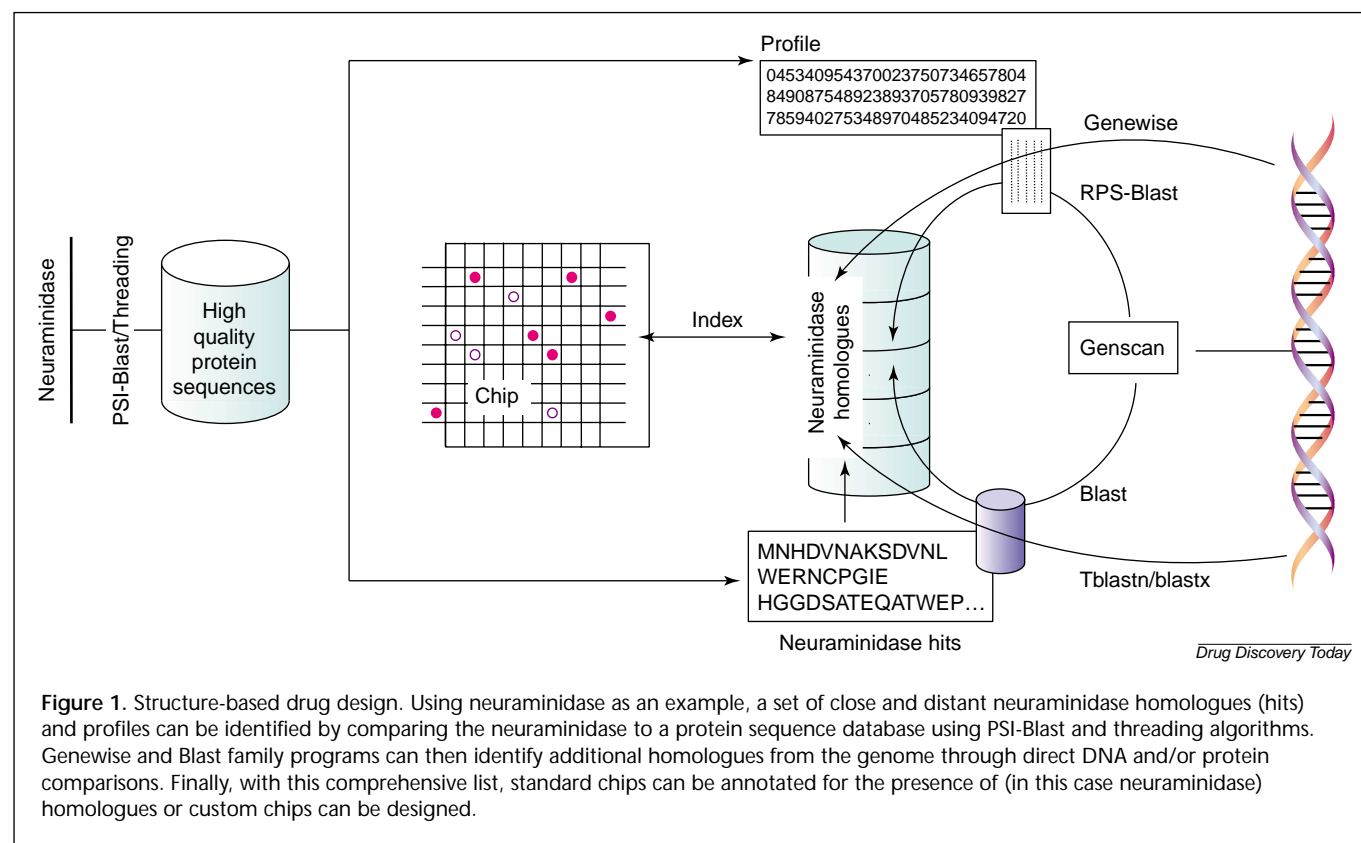 Profile
045340954370023750734657804
84908754892389370578093982​7
78594027534897048523409472​0
Genewise
RPS-Blast
Neuraminidase
PSI-Blast/Threading
High
quality
protein
sequences
Chip
Index
Neuraminidase
homologues
Genscan
Blast
MNHDVNAKSDVNL
WERNCPGIE
HGGDSATEQATWEP...
Tblastn/blastx
Neuraminidase hits
Drug Discovery Today
Figure 1. Structure-based drug design. Using neuraminidase as an example, a set of close and distant neuraminidase homologues (hits)
and profiles can be identified by comparing the neuraminidase to a protein sequence database using PSI-Blast and threading algorithms.
Genewise and Blast family programs can then identify additional homologues from the genome through direct DNA and/or protein
comparisons. Finally, with this comprehensive list, standard chips can be annotated for the presence of (in this case neuraminidase)
homologues or custom chips can be designed.